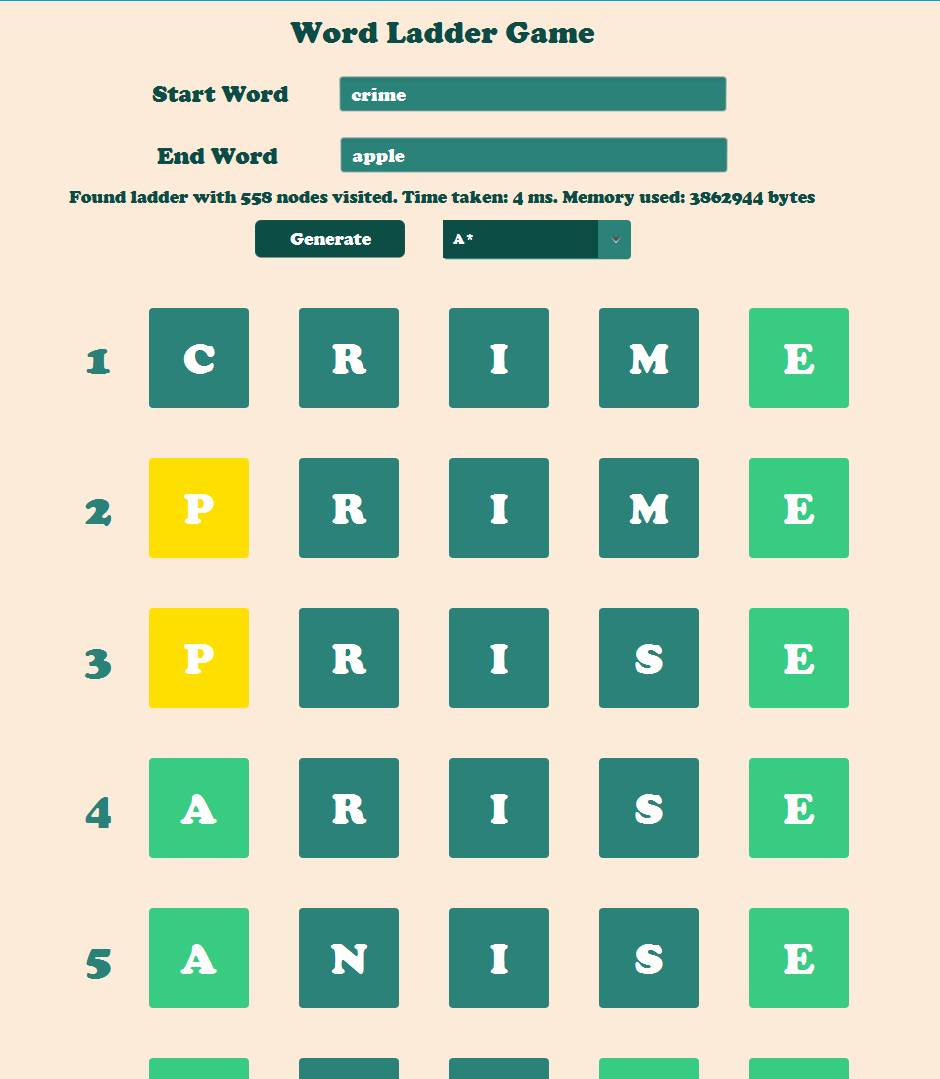 Word Ladder Game
Start Word crime
End Word apple
Found ladder with 558 nodes visited. Time taken: 4 ms. Memory used: 3862944 bytes
Generate A*
1 C R I M E
2 P R I M E
3 P R I S E
4 A R I S E
5 A N I S E